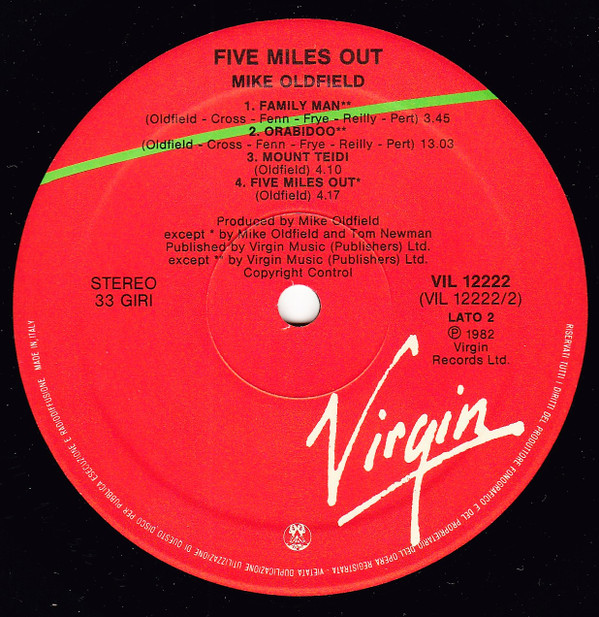 FIVE MILES OUT
MIKE OLDFIELD
1. FAMILY MAN**
(Oldfield - Cross - Fenn - Frye - Reilly - Pert) 3.45
2. ORABIDOO**
(Oldfield - Cross - Fenn - Frye - Reilly - Pert) 13.03
3. MOUNT TEIDI
(Oldfield) 4.10
4. FIVE MILES OUT*
(Oldfield) 4.17
Produced by Mike Oldfield
except * by Mike Oldfield and Tom Newman
Published by Virgin Music (Publishers) Ltd.
except ** by Virgin Music (Publishers) Ltd.
Copyright Control
STEREO
33 GIRI
VIL 12222
(VIL 12222/2)
LATO 2
℗ 1982
Virgin
Records Ltd.
Virgin
RISERVATI TUTTI I DIRITTI DEL PRODUTTORE FONOGRAFICO E DEL PROPRIETARIO DELL'OPERA REGISTRATA - VIETATA DUPLICAZIONE UTILIZZAZIONE DI QUESTO DISCO PER PUBBLICA ESECUZIONE E RADIODIFFUSIONE MADE IN ITALY